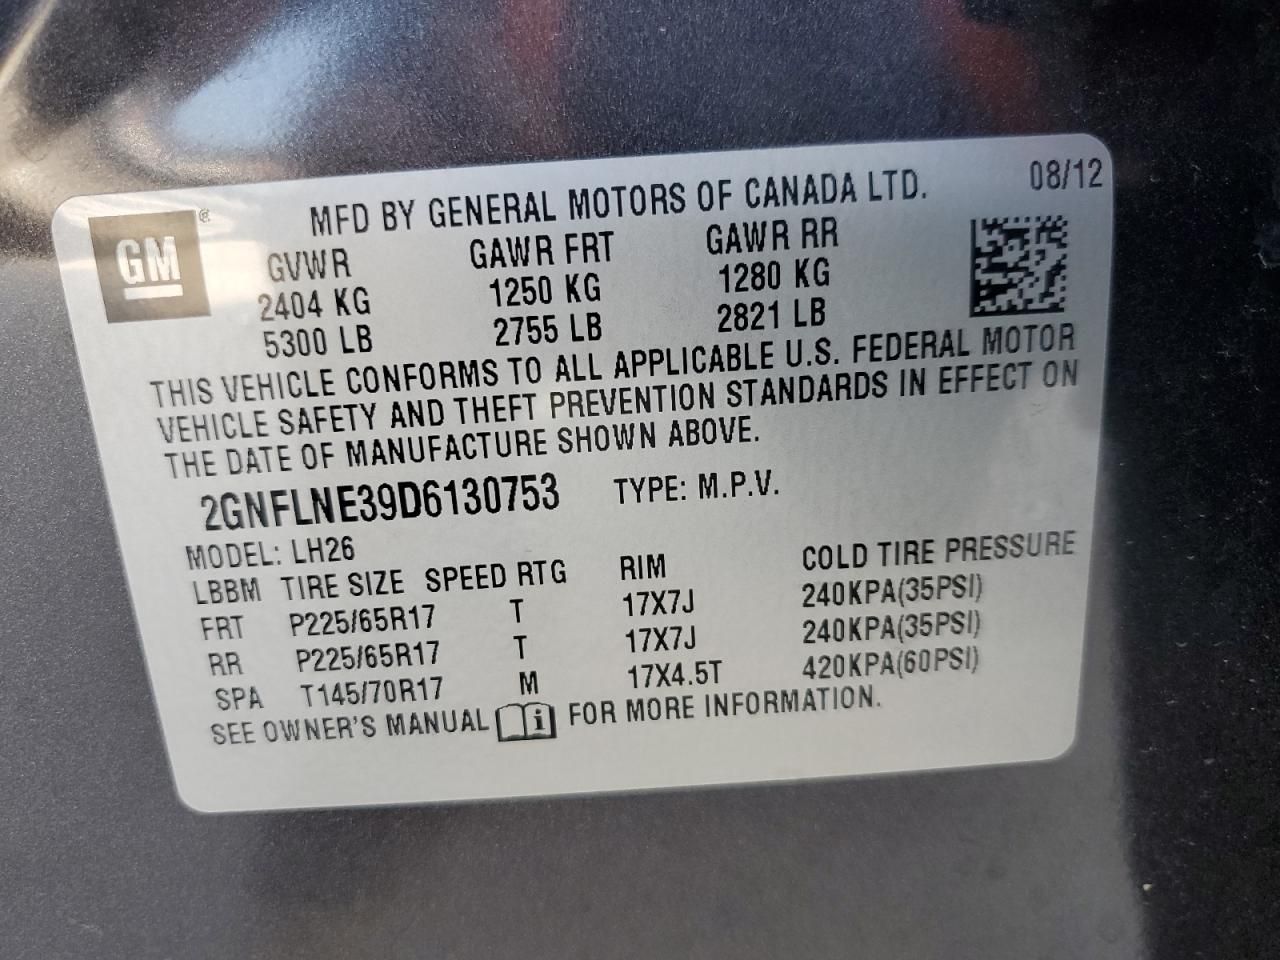 08/12
GM ®
MFD BY GENERAL MOTORS OF CANADA LTD.
GVWR GAWR FRT GAWR RR
2404 KG 1250 KG 1280 KG
5300 LB 2755 LB 2821 LB
THIS VEHICLE CONFORMS TO ALL APPLICABLE U.S. FEDERAL MOTOR
VEHICLE SAFETY AND THEFT PREVENTION STANDARDS IN EFFECT ON
THE DATE OF MANUFACTURE SHOWN ABOVE.
2GNFLNE39D6130753 TYPE: M.P.V.
MODEL: LH26
LBBM TIRE SIZE SPEED RTG RIM COLD TIRE PRESSURE
FRT P225/65R17 T 17X7J 240KPA(35PSI)
RR P225/65R17 T 17X7J 240KPA(35PSI)
SPA T145/70R17 M 17X4.5T 420KPA(60PSI)
SEE OWNER'S MANUAL i FOR MORE INFORMATION.